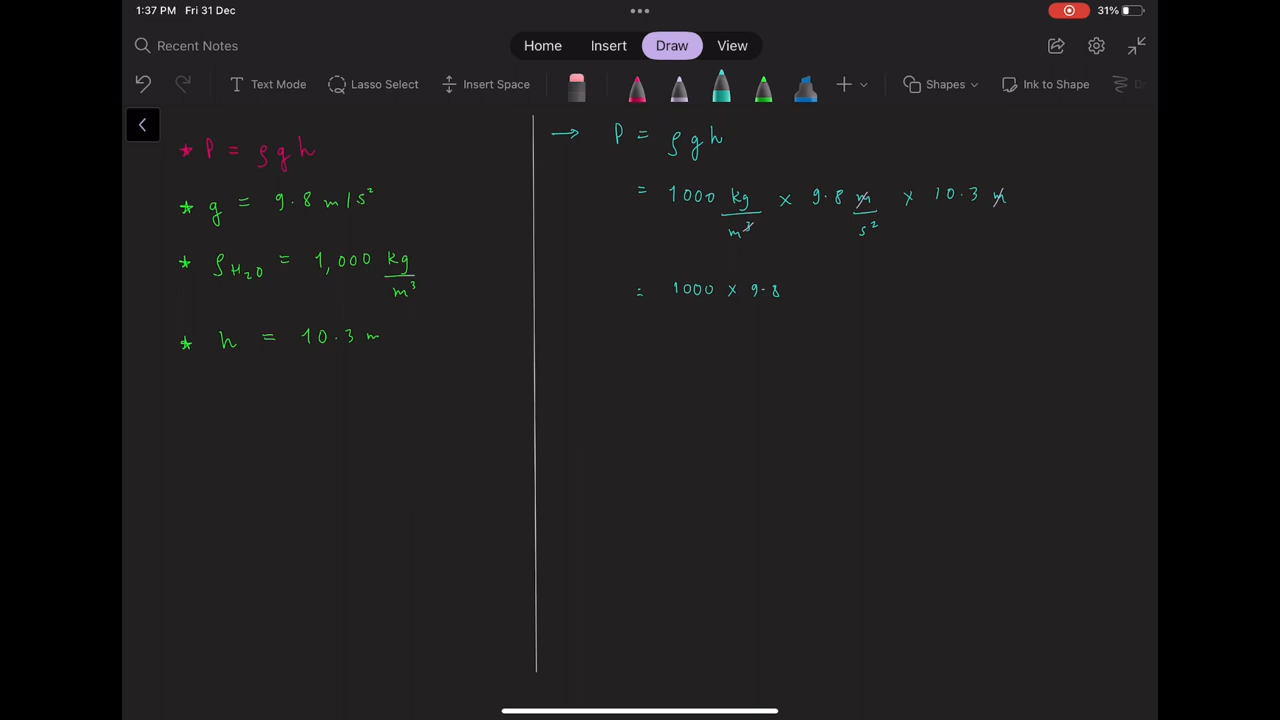 1:37 PM Fri 31 Dec
31%
Recent Notes
Home Insert Draw View
Text Mode Lasso Select Insert Space Shapes Ink to Shape
* P = ρ g h
* g = 9.8 m/s²
* ρH₂O = 1,000 kg/m³
* h = 10.3 m
→ P = ρ g h
= 1000 kg/m³ × 9.8 m/s² × 10.3 m
= 1000 × 9.8